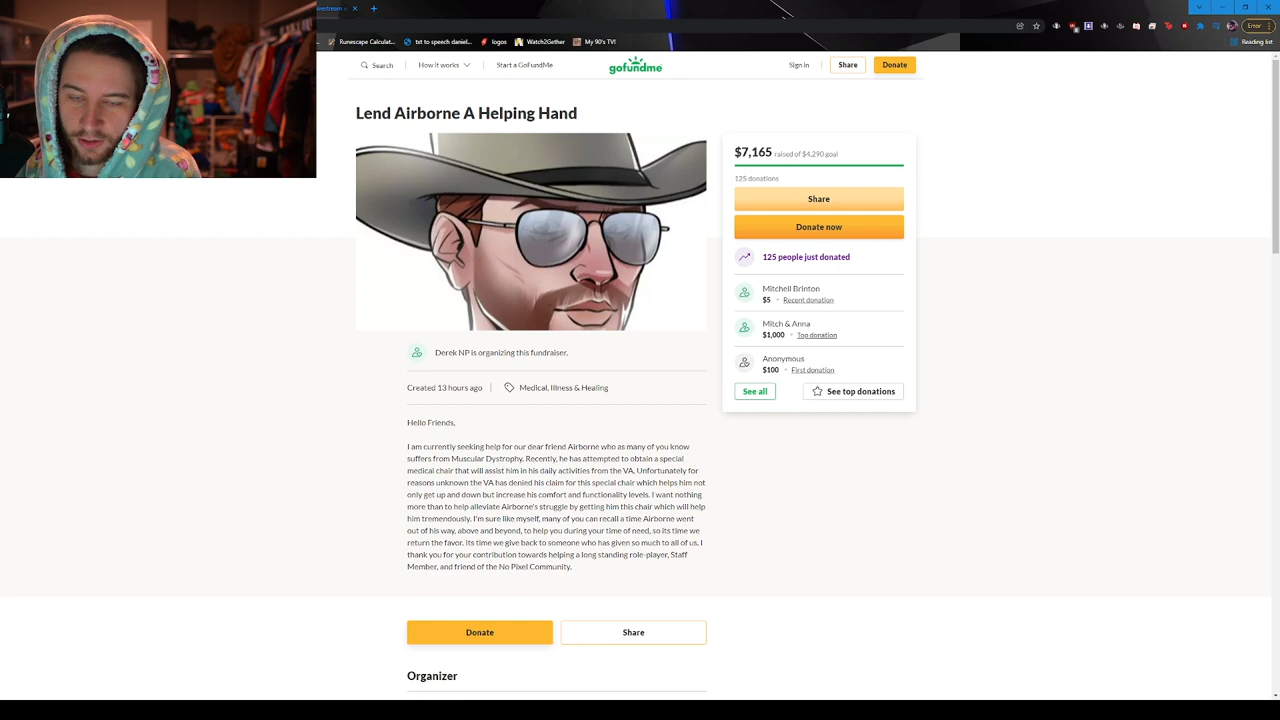 Error
Runescape Calculat...
txt to speech daniel...
logos
Watch2Gether
My 90's TV!
Reading list
Search
How it works
Start a GoFundMe
gofundme
Sign in
Share
Donate
Lend Airborne A Helping Hand
$7,165 raised of $4,290 goal
125 donations
Share
Donate now
125 people just donated
Mitchell Brinton
$5 • Recent donation
Mitch & Anna
$1,000 • Top donation
Anonymous
$100 • First donation
See all
See top donations
Derek NP is organizing this fundraiser.
Created 13 hours ago
Medical, Illness & Healing
Hello Friends,
I am currently seeking help for our dear friend Airborne who as many of you know
suffers from Muscular Dystrophy. Recently, he has attempted to obtain a special
medical chair that will assist him in his daily activities from the VA. Unfortunately for
reasons unknown the VA has denied his claim for this special chair which helps him not
only get up and down but increase his comfort and functionality levels. I want nothing
more than to help alleviate Airborne's struggle by getting him this chair which will help
him tremendously. I'm sure like myself, many of you can recall a time Airborne went
out of his way, above and beyond, to help you during your time of need, so its time we
return the favor. Its time we give back to someone who has given so much to all of us. I
thank you for your contribution towards helping a long standing role-player, Staff
Member, and friend of the No Pixel Community.
Donate
Share
Organizer